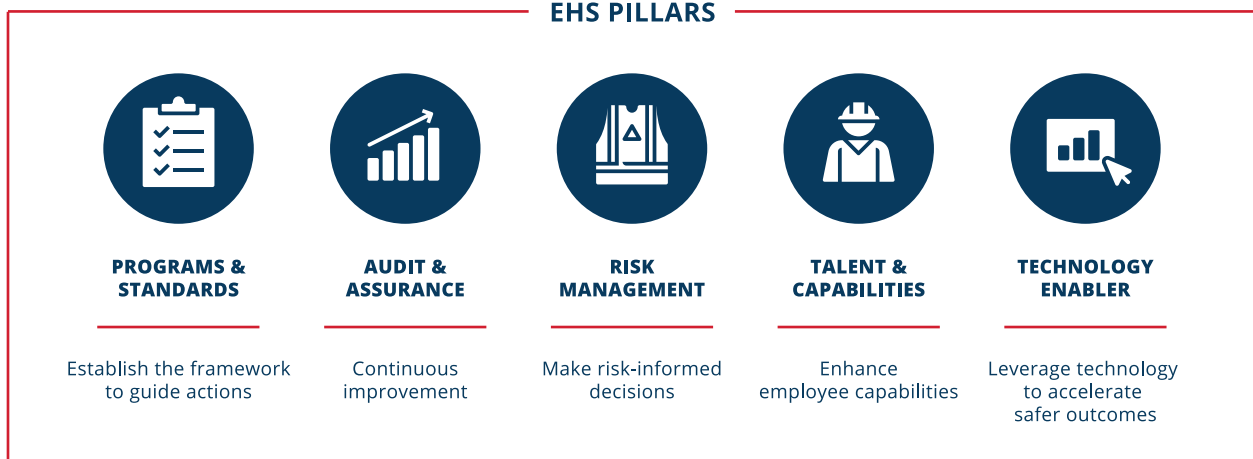 EHS PILLARS
PROGRAMS &
STANDARDS
Establish the framework
to guide actions
AUDIT &
ASSURANCE
Continuous
improvement
RISK
MANAGEMENT
Make risk-informed
decisions
TALENT &
CAPABILITIES
Enhance
employee capabilities
TECHNOLOGY
ENABLER
Leverage technology
to accelerate
safer outcomes